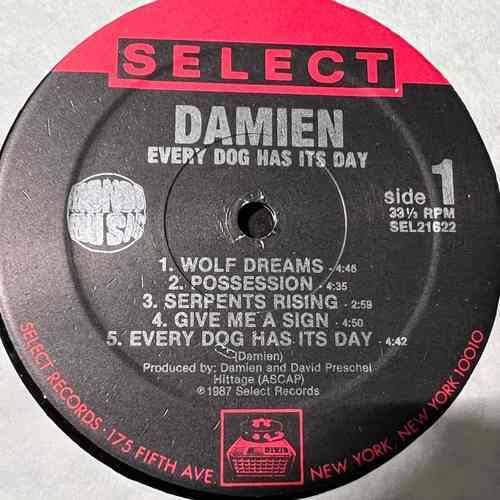 SELECT
DAMIEN
EVERY DOG HAS ITS DAY
side 1
33⅓ RPM
SEL21622
1. WOLF DREAMS - 4:46
2. POSSESSION - 4:35
3. SERPENTS RISING - 2:59
4. GIVE ME A SIGN - 4:50
5. EVERY DOG HAS ITS DAY - 4:42
(Damien)
Produced by: Damien and David Preschel
Hittage (ASCAP)
℗1987 Select Records
SELECT RECORDS, 175 FIFTH AVE., NEW YORK, NEW YORK 10010